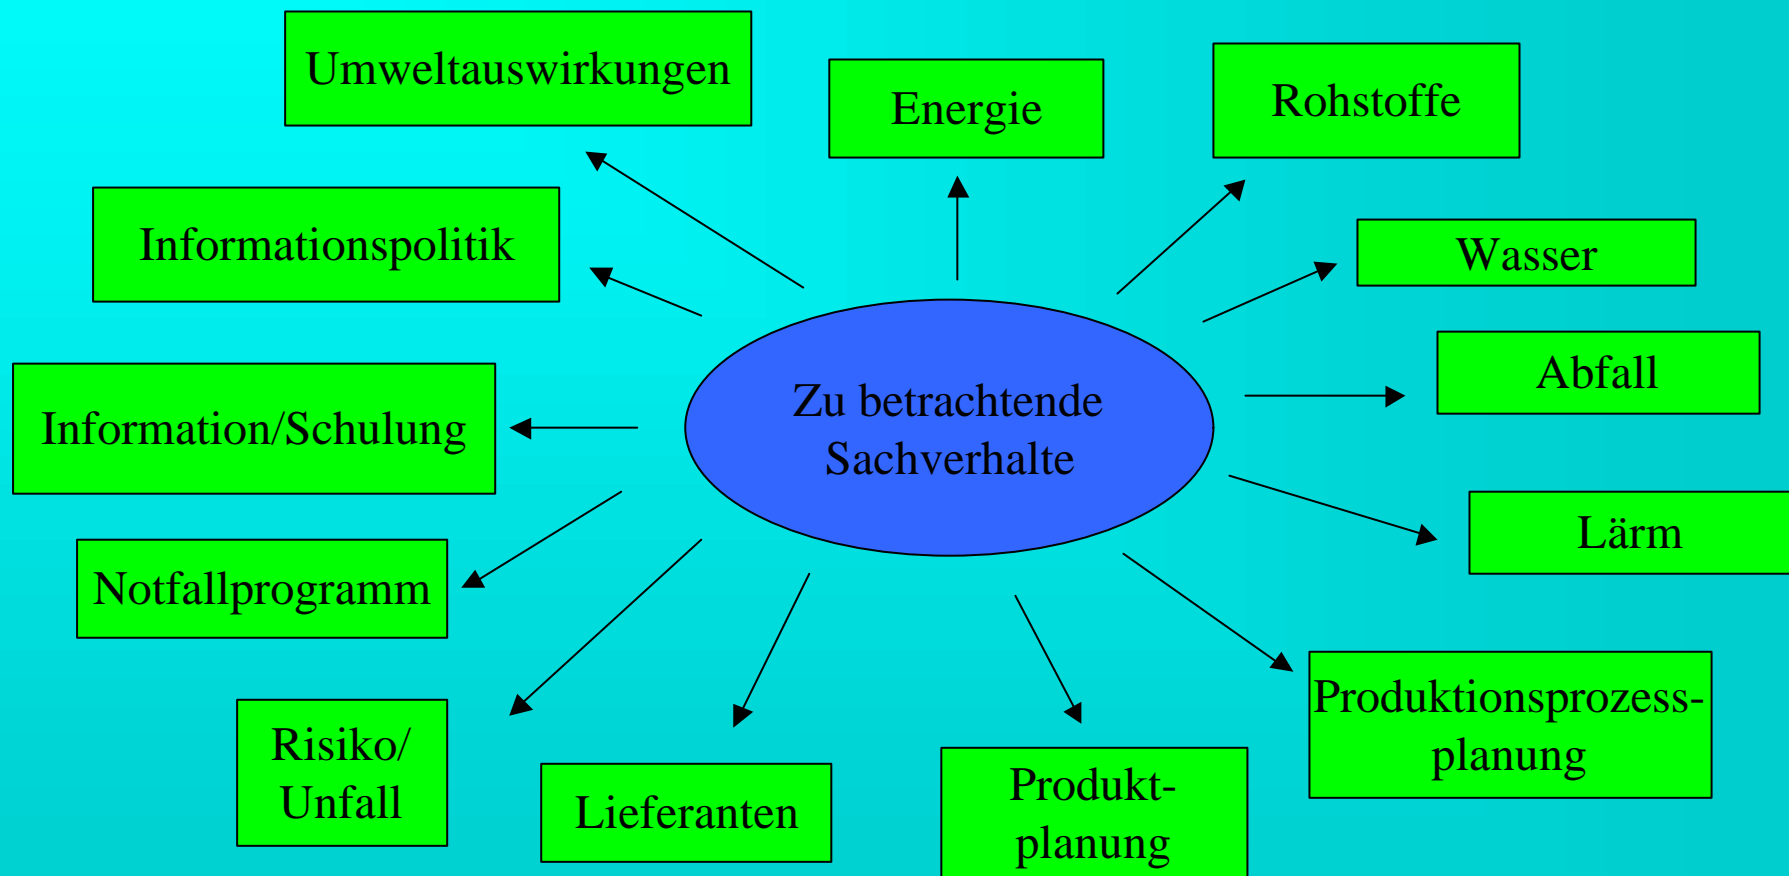 Umweltauswirkungen
Energie
Rohstoffe
Informationspolitik
Wasser
Zu betrachtende
Sachverhalte
Abfall
Information/Schulung
Lärm
Notfallprogramm
Produktionsprozess-
planung
Risiko/
Unfall
Lieferanten
Produkt-
planung